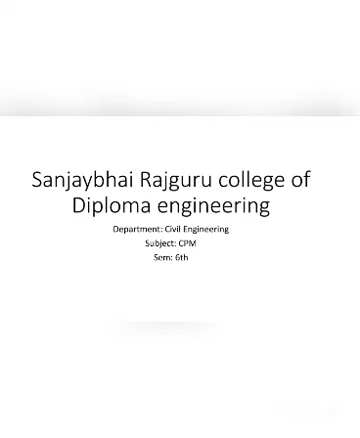 Sanjaybhai Rajguru college of
Diploma engineering
Department: Civil Engineering
Subject: CPM
Sem: 6th